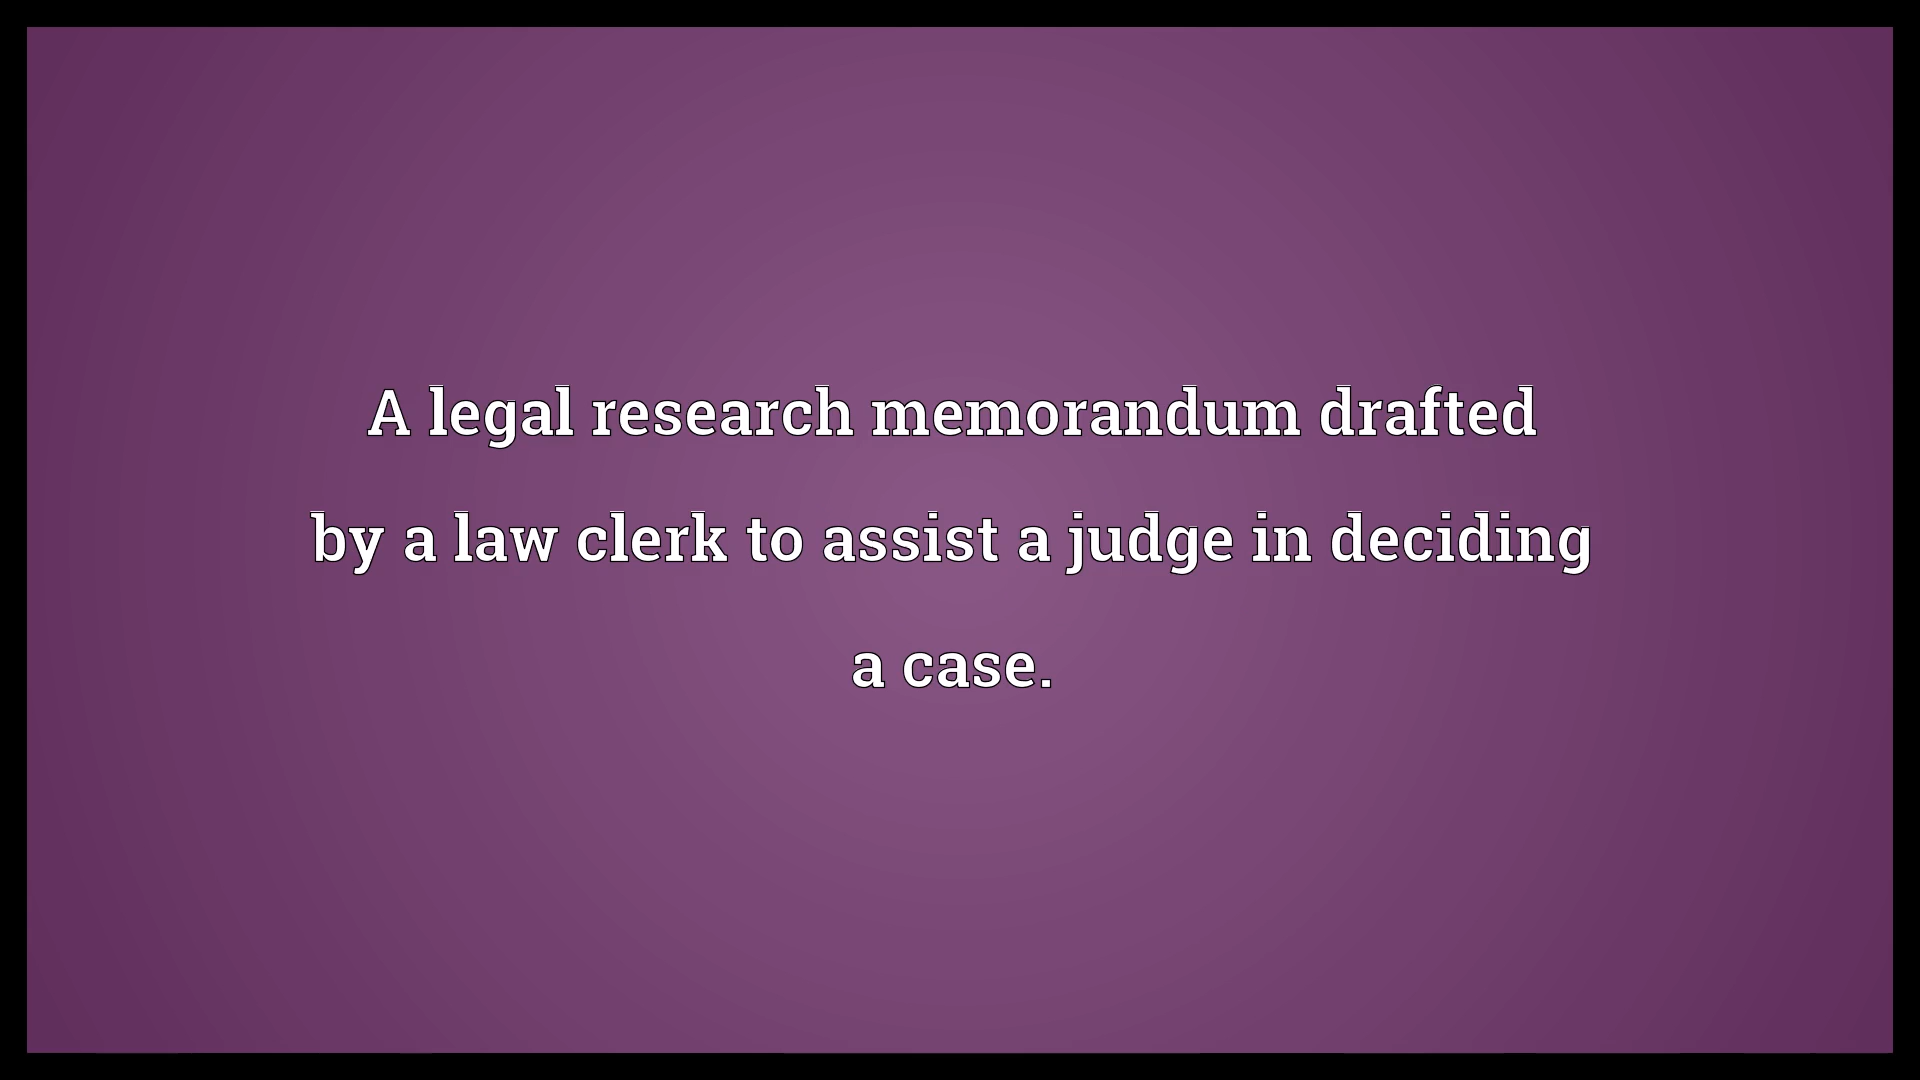 A legal research memorandum drafted
by a law clerk to assist a judge in deciding
a case.